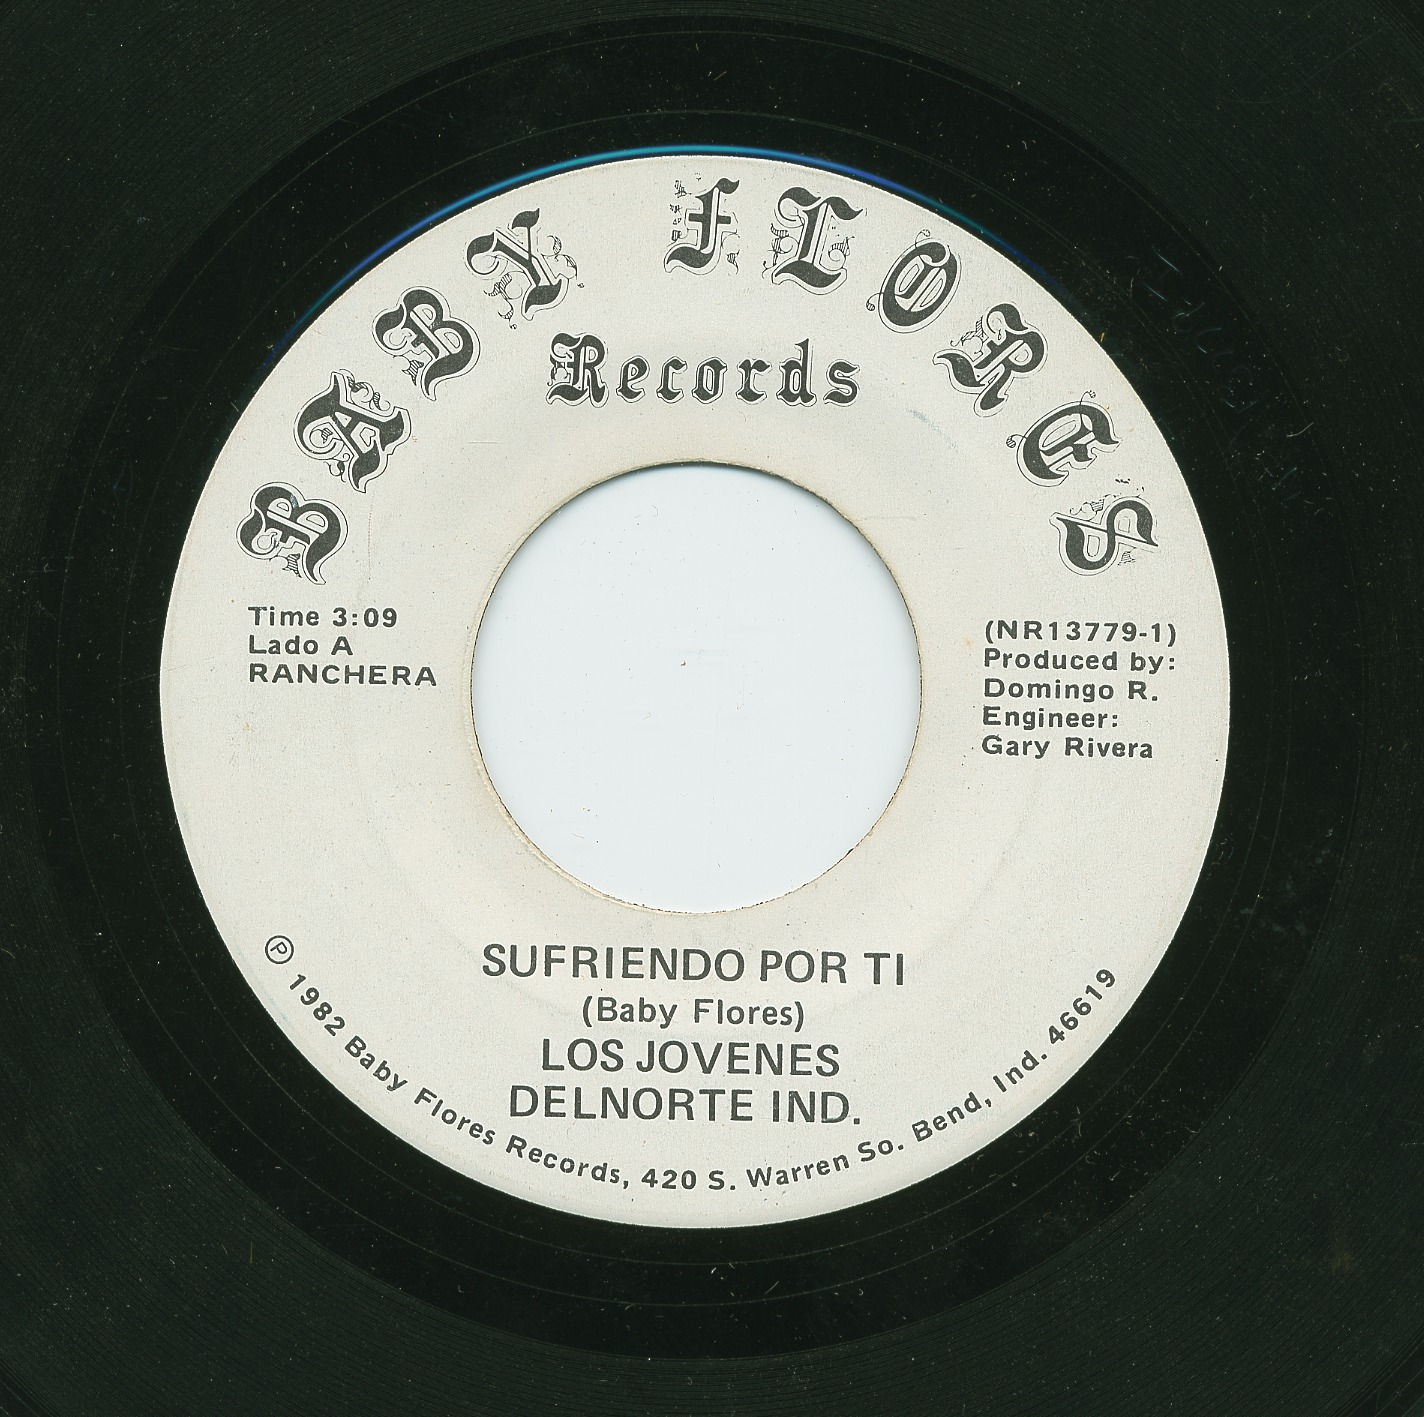 BABY FLORES
Records
Time 3:09
Lado A
RANCHERA
(NR13779-1)
Produced by:
Domingo R.
Engineer:
Gary Rivera
SUFRIENDO POR TI
(Baby Flores)
LOS JOVENES
DELNORTE IND.
Ⓟ 1982 Baby Flores Records, 420 S. Warren So. Bend, Ind. 46619